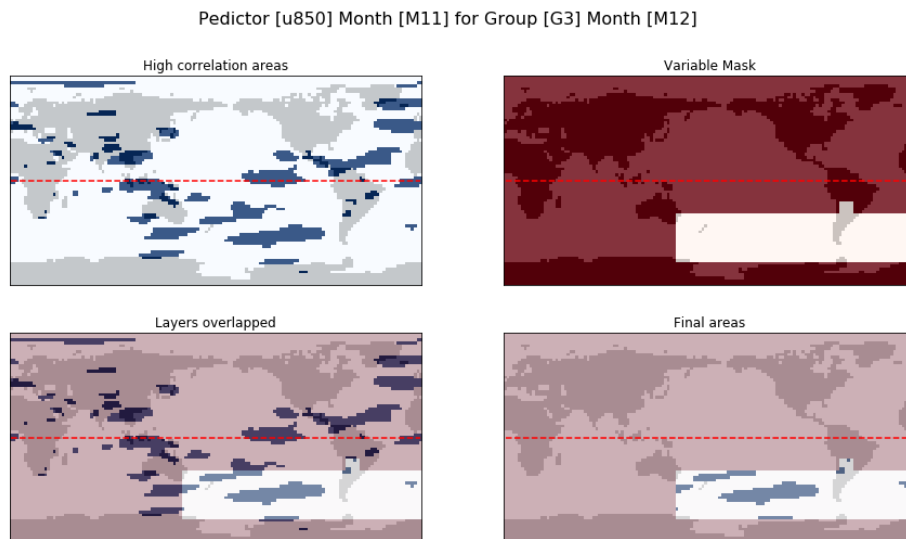 Pedictor [u850] Month [M11] for Group [G3] Month [M12]
High correlation areas
Variable Mask
Layers overlapped
Final areas